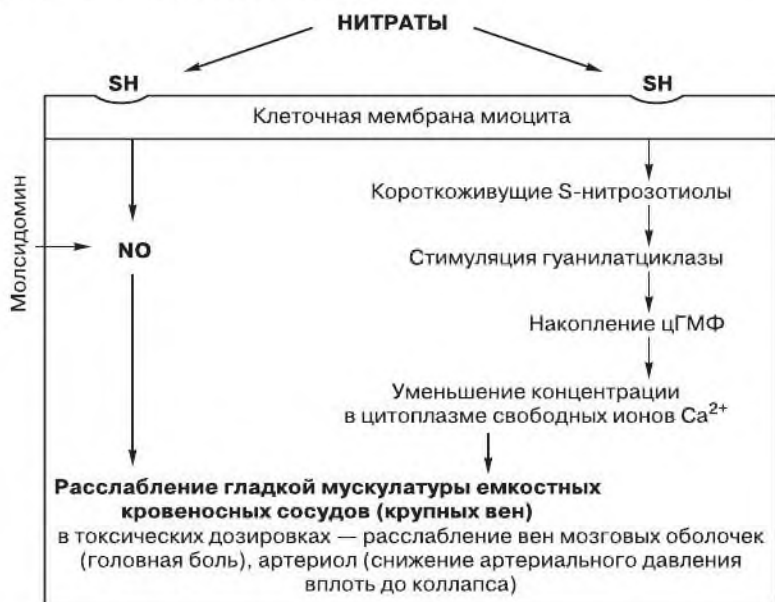 НИТРАТЫ
SH
SH
Клеточная мембрана миоцита
Короткоживущие S-нитрозотиолы
Молсидомин
NO
Стимуляция гуанилатциклазы
Накопление цГМФ
Уменьшение концентрации
в цитоплазме свободных ионов Ca²⁺
Расслабление гладкой мускулатуры емкостных
кровеносных сосудов (крупных вен)
в токсических дозировках — расслабление вен мозговых оболочек
(головная боль), артериол (снижение артериального давления
вплоть до коллапса)